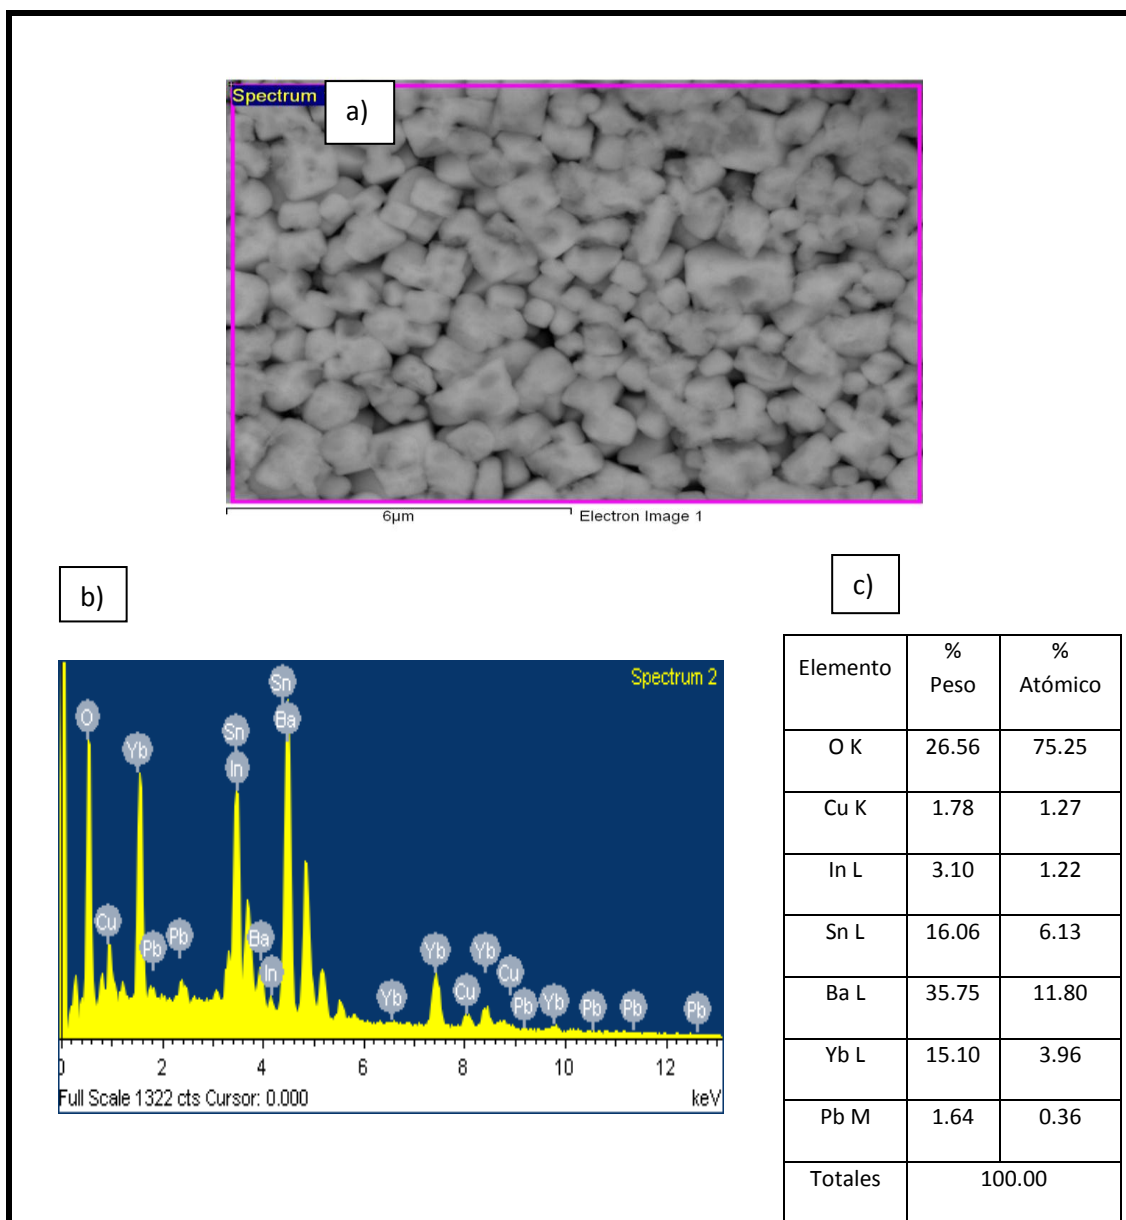 Spectrum
a)
6µm
Electron Image 1
b)
c)
Spectrum 2
Sn
O
Ba
Yb
Sn
In
Cu
Pb
Pb
Ba
In
Yb
Yb
Yb
Cu
Cu
Pb
Yb
Pb
Pb
Pb
0 2 4 6 8 10 12
Full Scale 1322 cts Cursor: 0.000 keV
Elemento % Peso % Atómico
O K 26.56 75.25
Cu K 1.78 1.27
In L 3.10 1.22
Sn L 16.06 6.13
Ba L 35.75 11.80
Yb L 15.10 3.96
Pb M 1.64 0.36
Totales 100.00